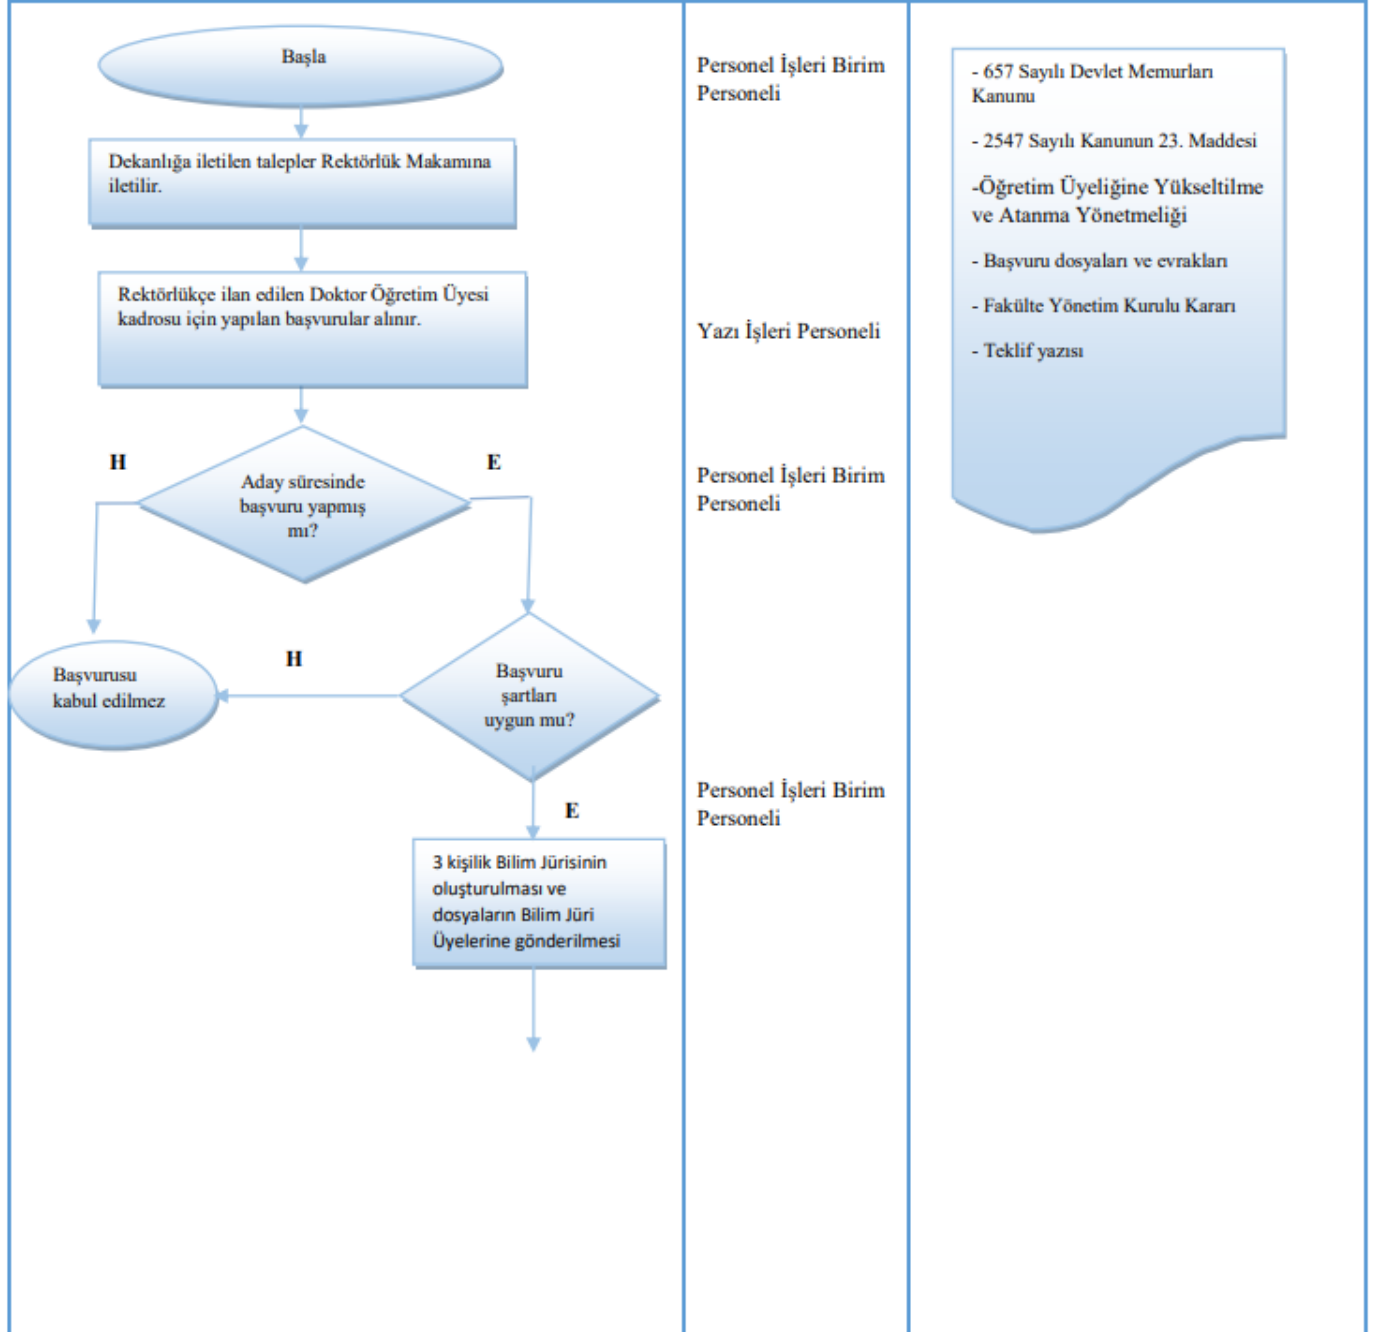 Başla
Dekanlığa iletilen talepler Rektörlük Makamına
iletilir.
Rektörlükçe ilan edilen Doktor Öğretim Üyesi
kadrosu için yapılan başvurular alınır.
H
E
Aday süresinde
başvuru yapmış
mı?
Başvurusu
kabul edilmez
H
Başvuru
şartları
uygun mu?
E
3 kişilik Bilim Jürisinin
oluşturulması ve
dosyaların Bilim Jüri
Üyelerine gönderilmesi
Personel İşleri Birim
Personeli
Yazı İşleri Personeli
Personel İşleri Birim
Personeli
Personel İşleri Birim
Personeli
- 657 Sayılı Devlet Memurları
Kanunu
- 2547 Sayılı Kanunun 23. Maddesi
-Öğretim Üyeliğine Yükseltilme
ve Atanma Yönetmeliği
- Başvuru dosyaları ve evrakları
- Fakülte Yönetim Kurulu Kararı
- Teklif yazısı